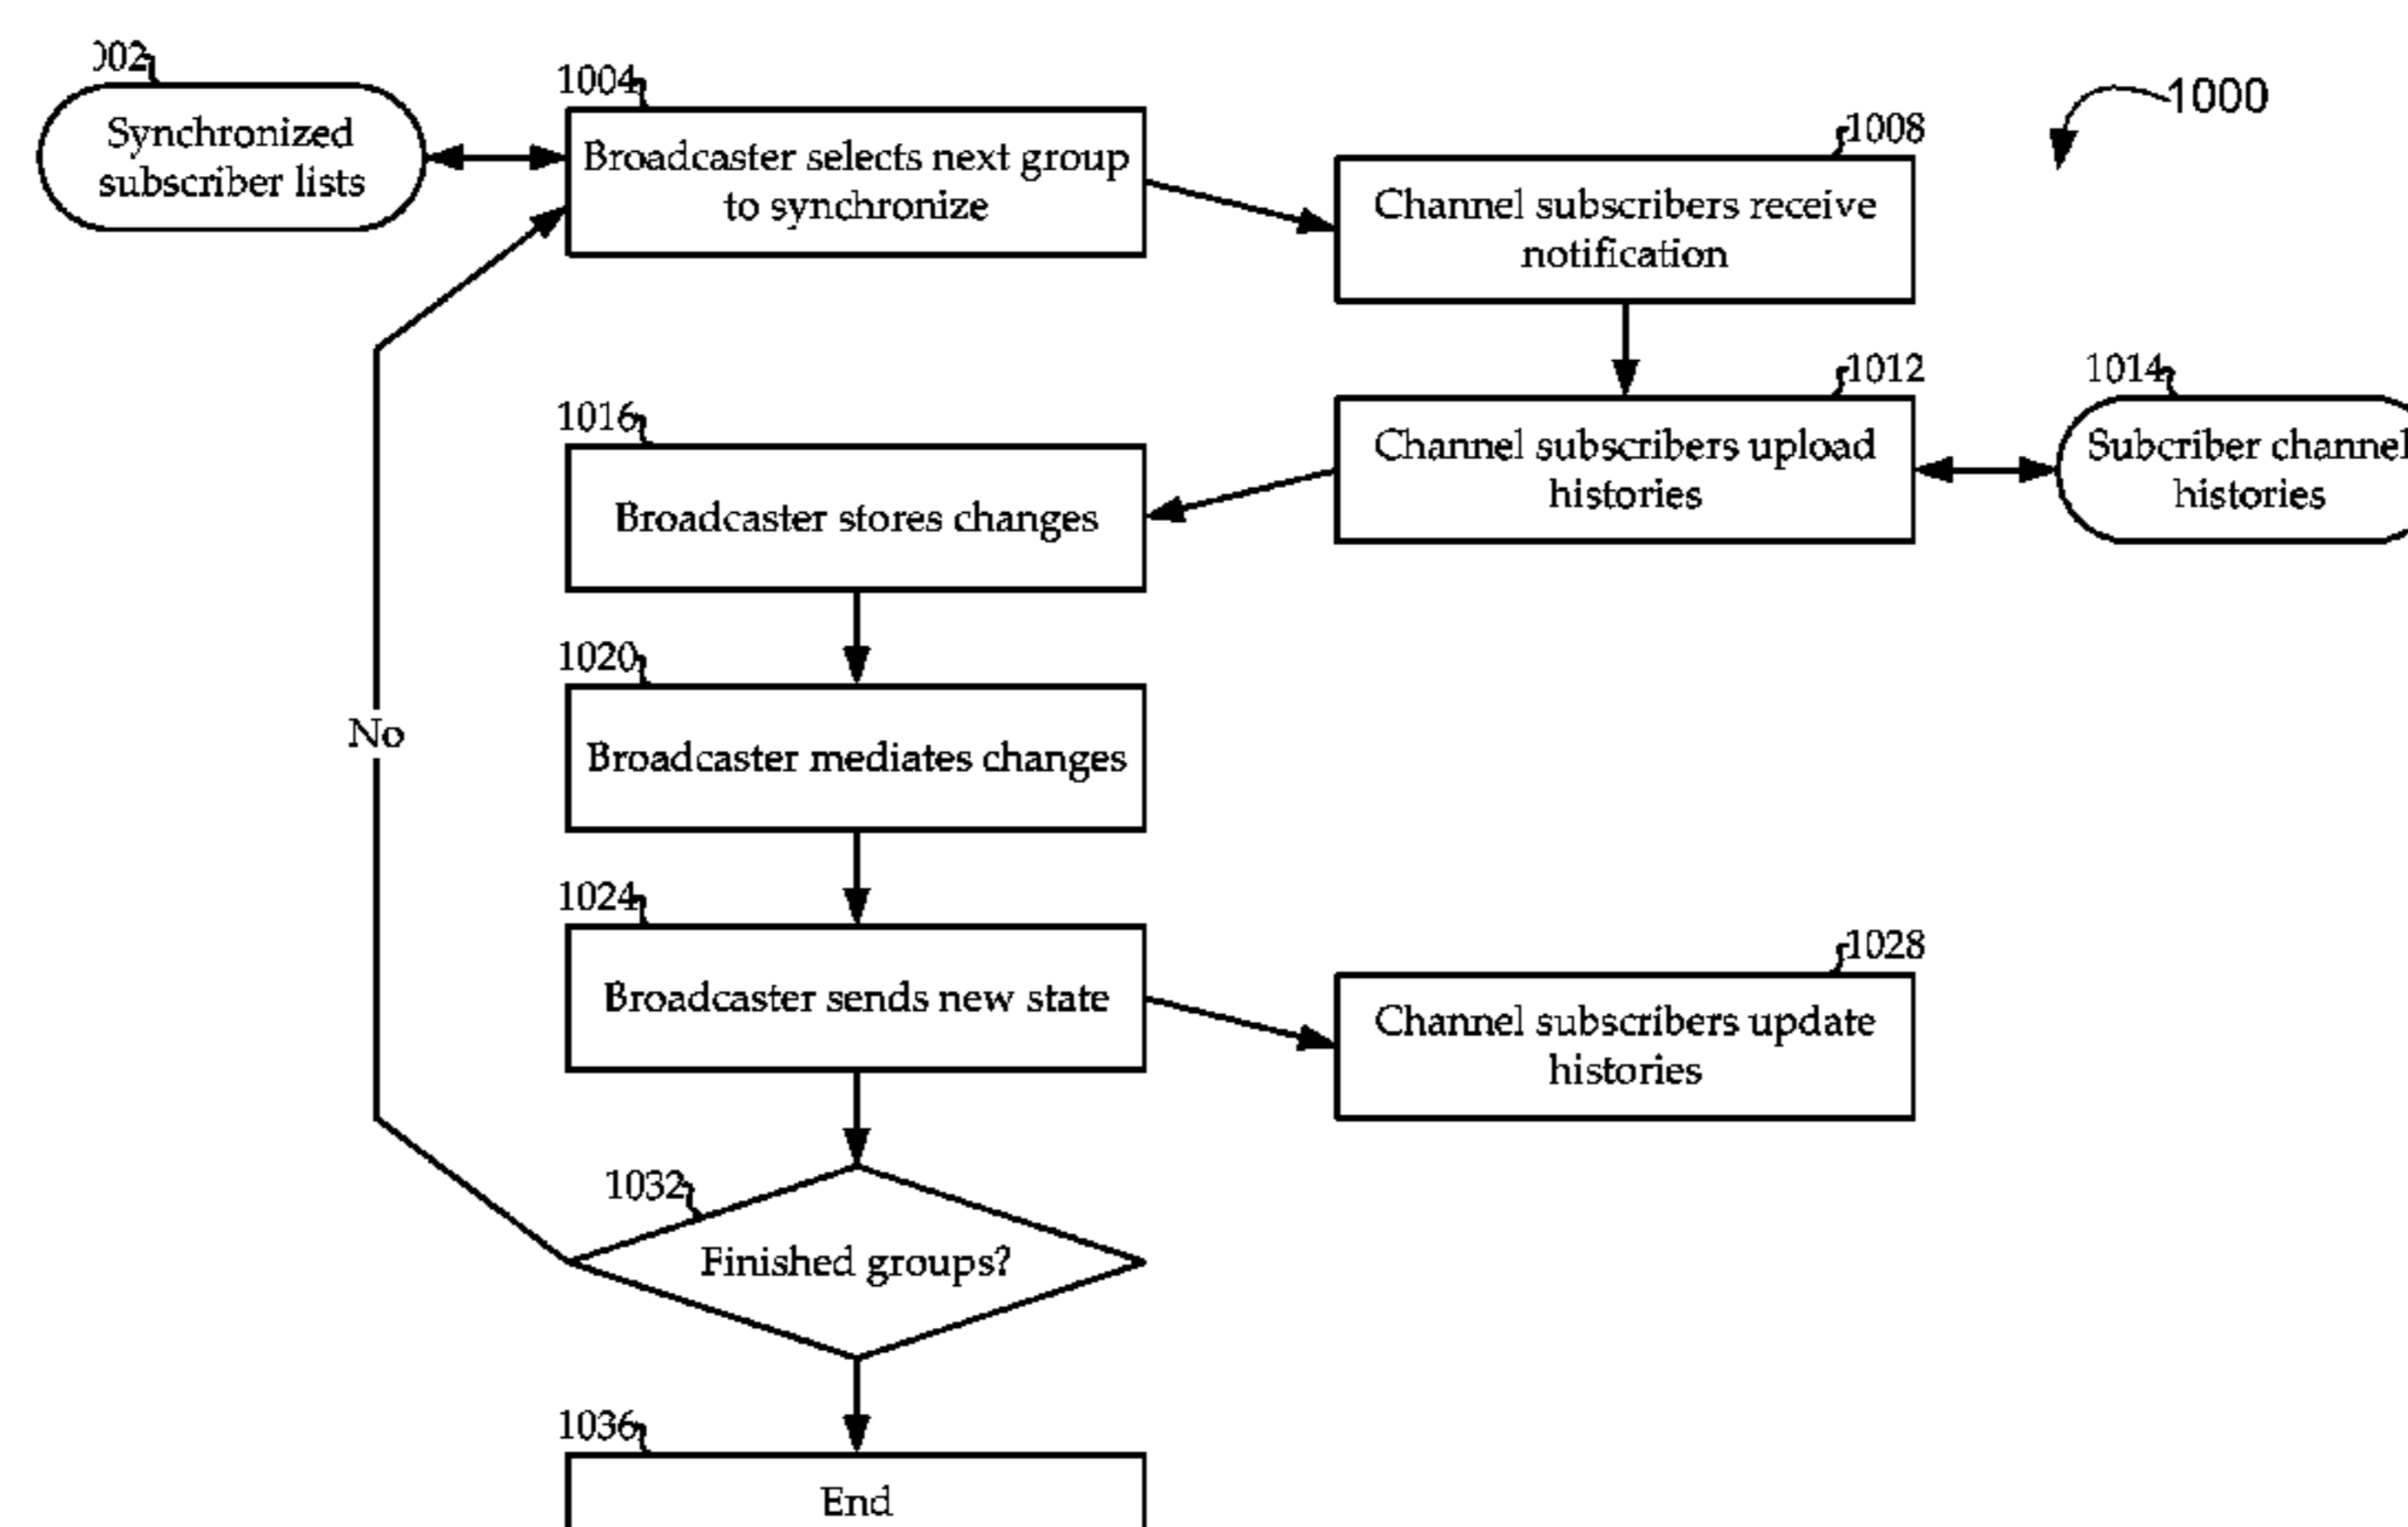 002
Synchronized
subscriber lists
1004
Broadcaster selects next group
to synchronize
1000
1008
Channel subscribers receive
notification
1012
Channel subscribers upload
histories
1014
Subcriber channel
histories
1016
Broadcaster stores changes
1020
Broadcaster mediates changes
No
1024
Broadcaster sends new state
1028
Channel subscribers update
histories
1032
Finished groups?
1036
End